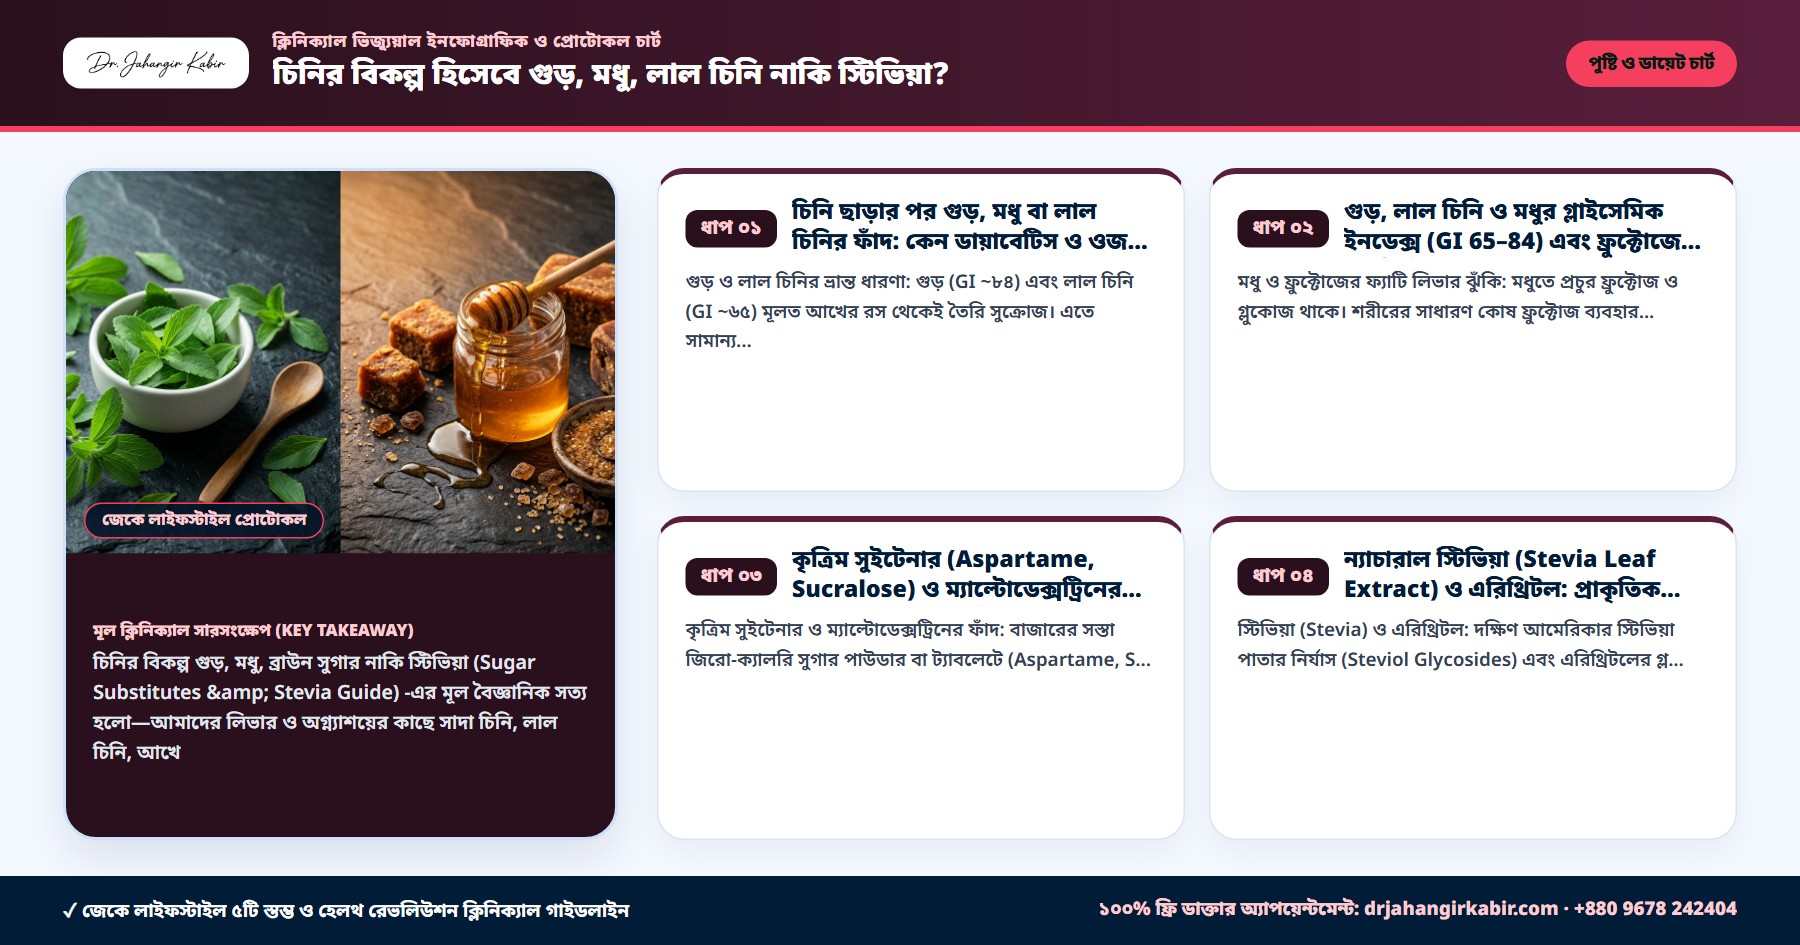 Dr. Jahangir Kabir
ক্লিনিক্যাল ভিজ্যুয়াল ইনফোগ্রাফিক ও প্রোটোকল চার্ট
চিনির বিকল্প হিসেবে গুড়, মধু, লাল চিনি নাকি স্টিভিয়া?
পুষ্টি ও ডায়েট চার্ট
জেকে লাইফস্টাইল প্রোটোকল
মূল ক্লিনিক্যাল সারসংক্ষেপ (KEY TAKEAWAY)
চিনির বিকল্প গুড়, মধু, ব্রাউন সুগার নাকি স্টিভিয়া (Sugar
Substitutes &amp; Stevia Guide) -এর মূল বৈজ্ঞানিক সত্য
হলো—আমাদের লিভার ও অগ্ন্যাশয়ের কাছে সাদা চিনি, লাল
চিনি, আখে
ধাপ ০১
চিনি ছাড়ার পর গুড়, মধু বা লাল
চিনির ফাঁদ: কেন ডায়াবেটিস ও ওজ...
গুড় ও লাল চিনির ভ্রান্ত ধারণা: গুড় (GI ~৮৪) এবং লাল চিনি
(GI ~৬৫) মূলত আখের রস থেকেই তৈরি সুক্রোজ। এতে
সামান্য...
ধাপ ০২
গুড়, লাল চিনি ও মধুর গ্লাইসেমিক
ইনডেক্স (GI 65–84) এবং ফ্রুক্টোজে...
মধু ও ফ্রুক্টোজের ফ্যাটি লিভার ঝুঁকি: মধুতে প্রচুর ফ্রুক্টোজ ও
গ্লুকোজ থাকে। শরীরের সাধারণ কোষ ফ্রুক্টোজ ব্যবহার...
ধাপ ০৩
কৃত্রিম সুইটেনার (Aspartame,
Sucralose) ও ম্যাল্টোডেক্সট্রিনের...
কৃত্রিম সুইটেনার ও ম্যাল্টোডেক্সট্রিনের ফাঁদ: বাজারের সস্তা
জিরো-ক্যালরি সুগার পাউডার বা ট্যাবলেটে (Aspartame, S...
ধাপ ০৪
ন্যাচারাল স্টিভিয়া (Stevia Leaf
Extract) ও এরিথ্রিটল: প্রাকৃতিক...
স্টিভিয়া (Stevia) ও এরিথ্রিটল: দক্ষিণ আমেরিকার স্টিভিয়া
পাতার নির্যাস (Steviol Glycosides) এবং এরিথ্রিটলের গ্ল...
✓ জেকে লাইফস্টাইল ৫টি স্তম্ভ ও হেলথ রেভলিউশন ক্লিনিক্যাল গাইডলাইন
১০০% ফ্রি ডাক্তার অ্যাপয়েন্টমেন্ট: drjahangirkabir.com · +880 9678 242404